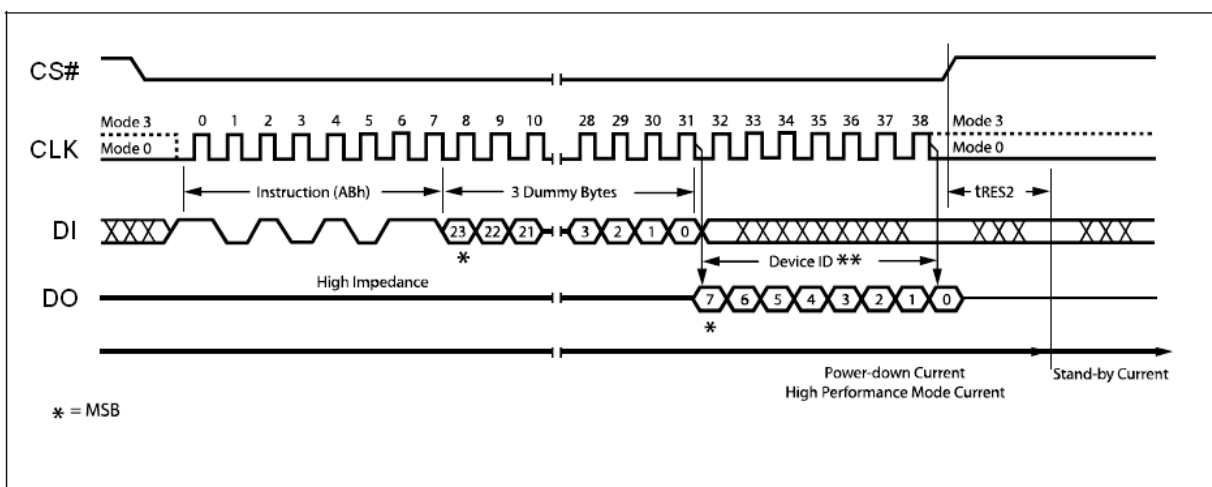 CS#
Mode 3 0 1 2 3 4 5 6 7 8 9 10 28 29 30 31 32 33 34 35 36 37 38 Mode 3
CLK Mode 0 Mode 0
Instruction (ABh) 3 Dummy Bytes tRES2
DI 23 22 21 3 2 1 0
* Device ID **
High Impedance
DO 7 6 5 4 3 2 1 0
*
Power-down Current Stand-by Current
High Performance Mode Current
* = MSB